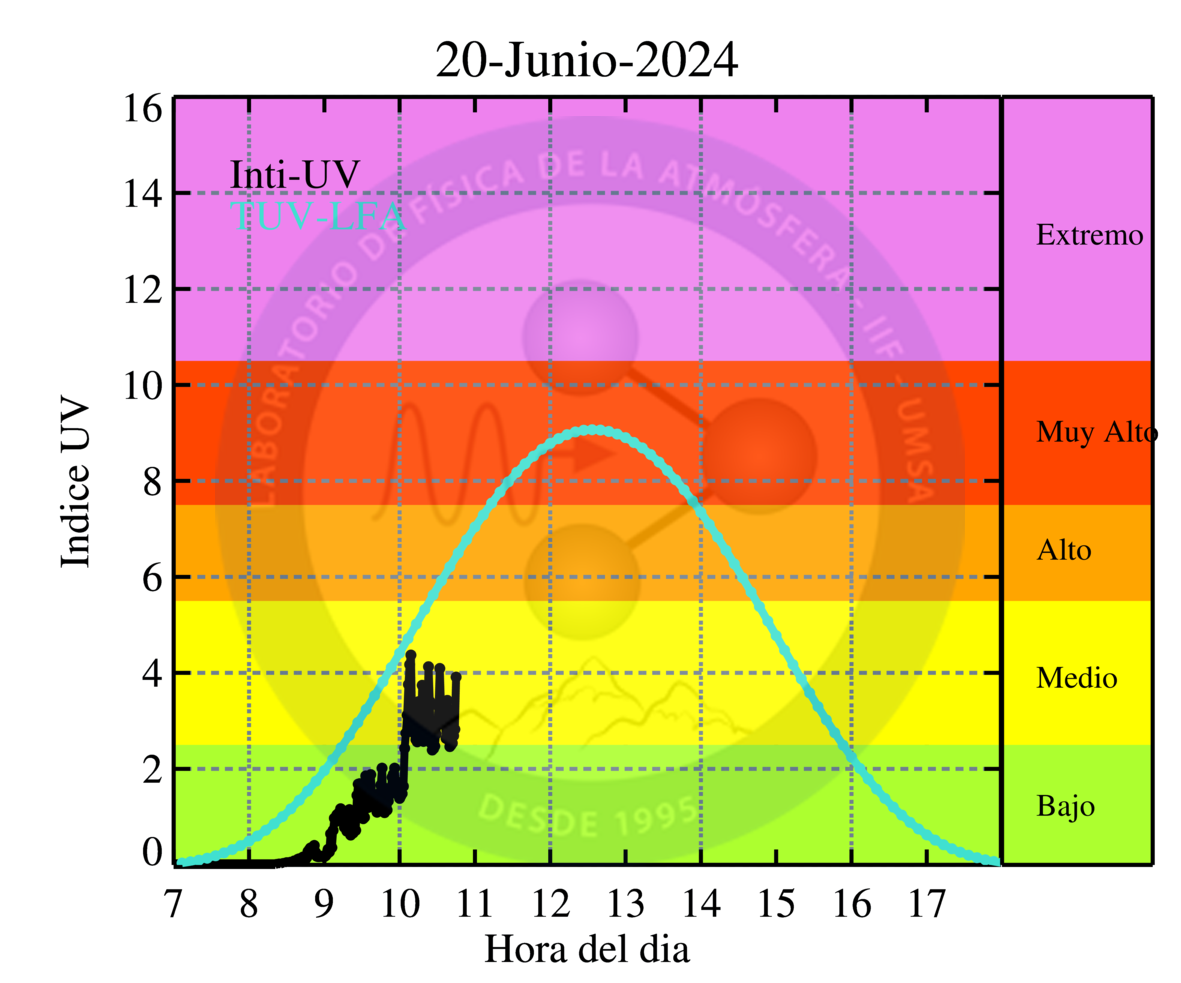 20-Junio-2024
Inti-UV
TUV-LFA
LABORATORIO DE FÍSICA DE LA ATMÓSFERA - IIF - UMSA
DESDE 1995
Indice UV
16
14
12
10
8
6
4
2
0
Extremo
Muy Alto
Alto
Medio
Bajo
7 8 9 10 11 12 13 14 15 16 17
Hora del dia